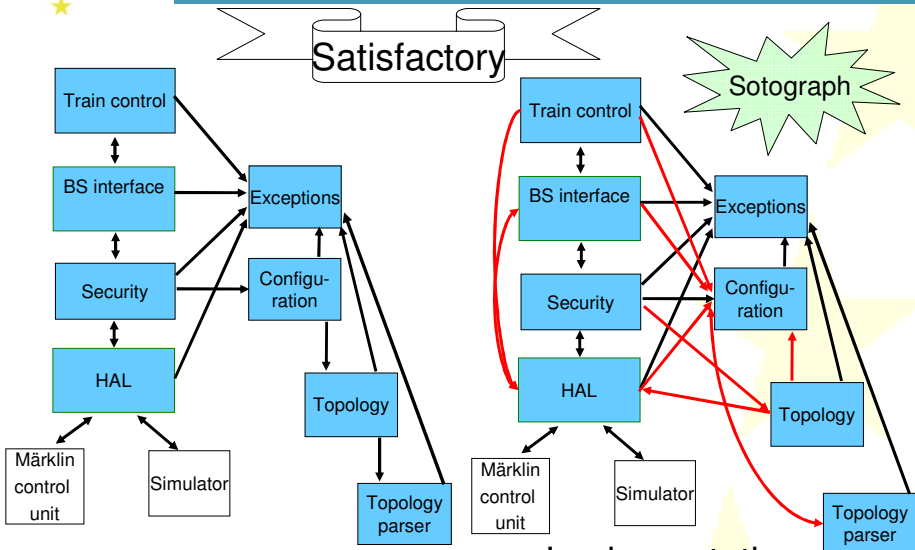 Satisfactory
Sotograph
Train control
BS interface
Exceptions
Security
Configu-
ration
HAL
Topology
Märklin
control
unit
Simulator
Topology
parser
Train control
BS interface
Exceptions
Security
Configu-
ration
HAL
Topology
Märklin
control
unit
Simulator
Topology
parser